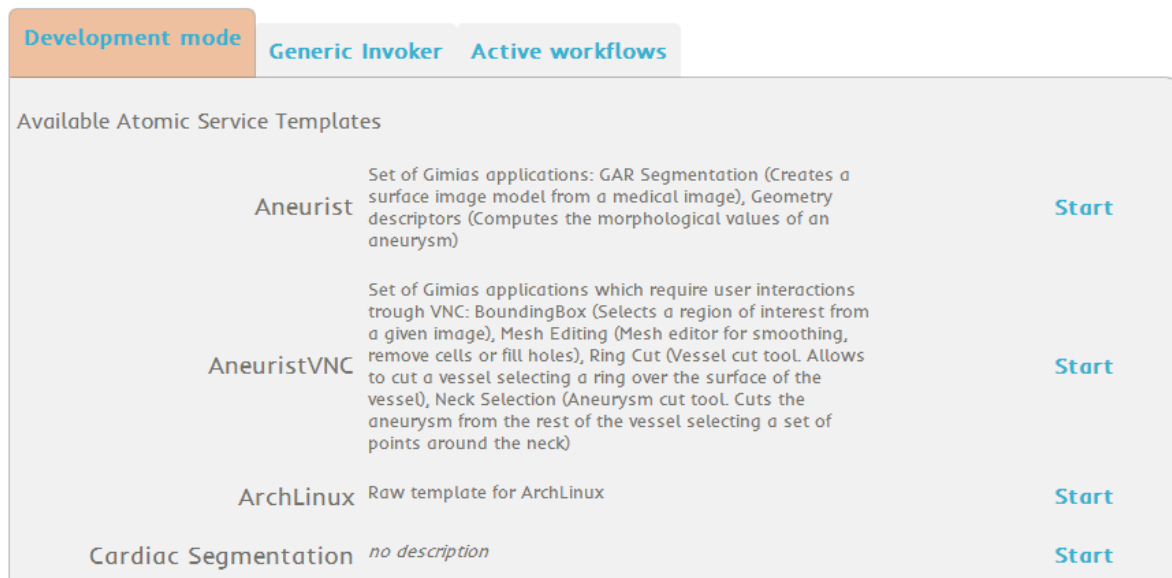 Development mode
Generic Invoker
Active workflows
Available Atomic Service Templates
Aneurist
Set of Gimias applications: GAR Segmentation (Creates a
surface image model from a medical image), Geometry
descriptors (Computes the morphological values of an
aneurysm)
Start
AneuristVNC
Set of Gimias applications which require user interactions
trough VNC: BoundingBox (Selects a region of interest from
a given image), Mesh Editing (Mesh editor for smoothing,
remove cells or fill holes), Ring Cut (Vessel cut tool. Allows
to cut a vessel selecting a ring over the surface of the
vessel), Neck Selection (Aneurysm cut tool. Cuts the
aneurysm from the rest of the vessel selecting a set of
points around the neck)
Start
ArchLinux
Raw template for ArchLinux
Start
Cardiac Segmentation
no description
Start